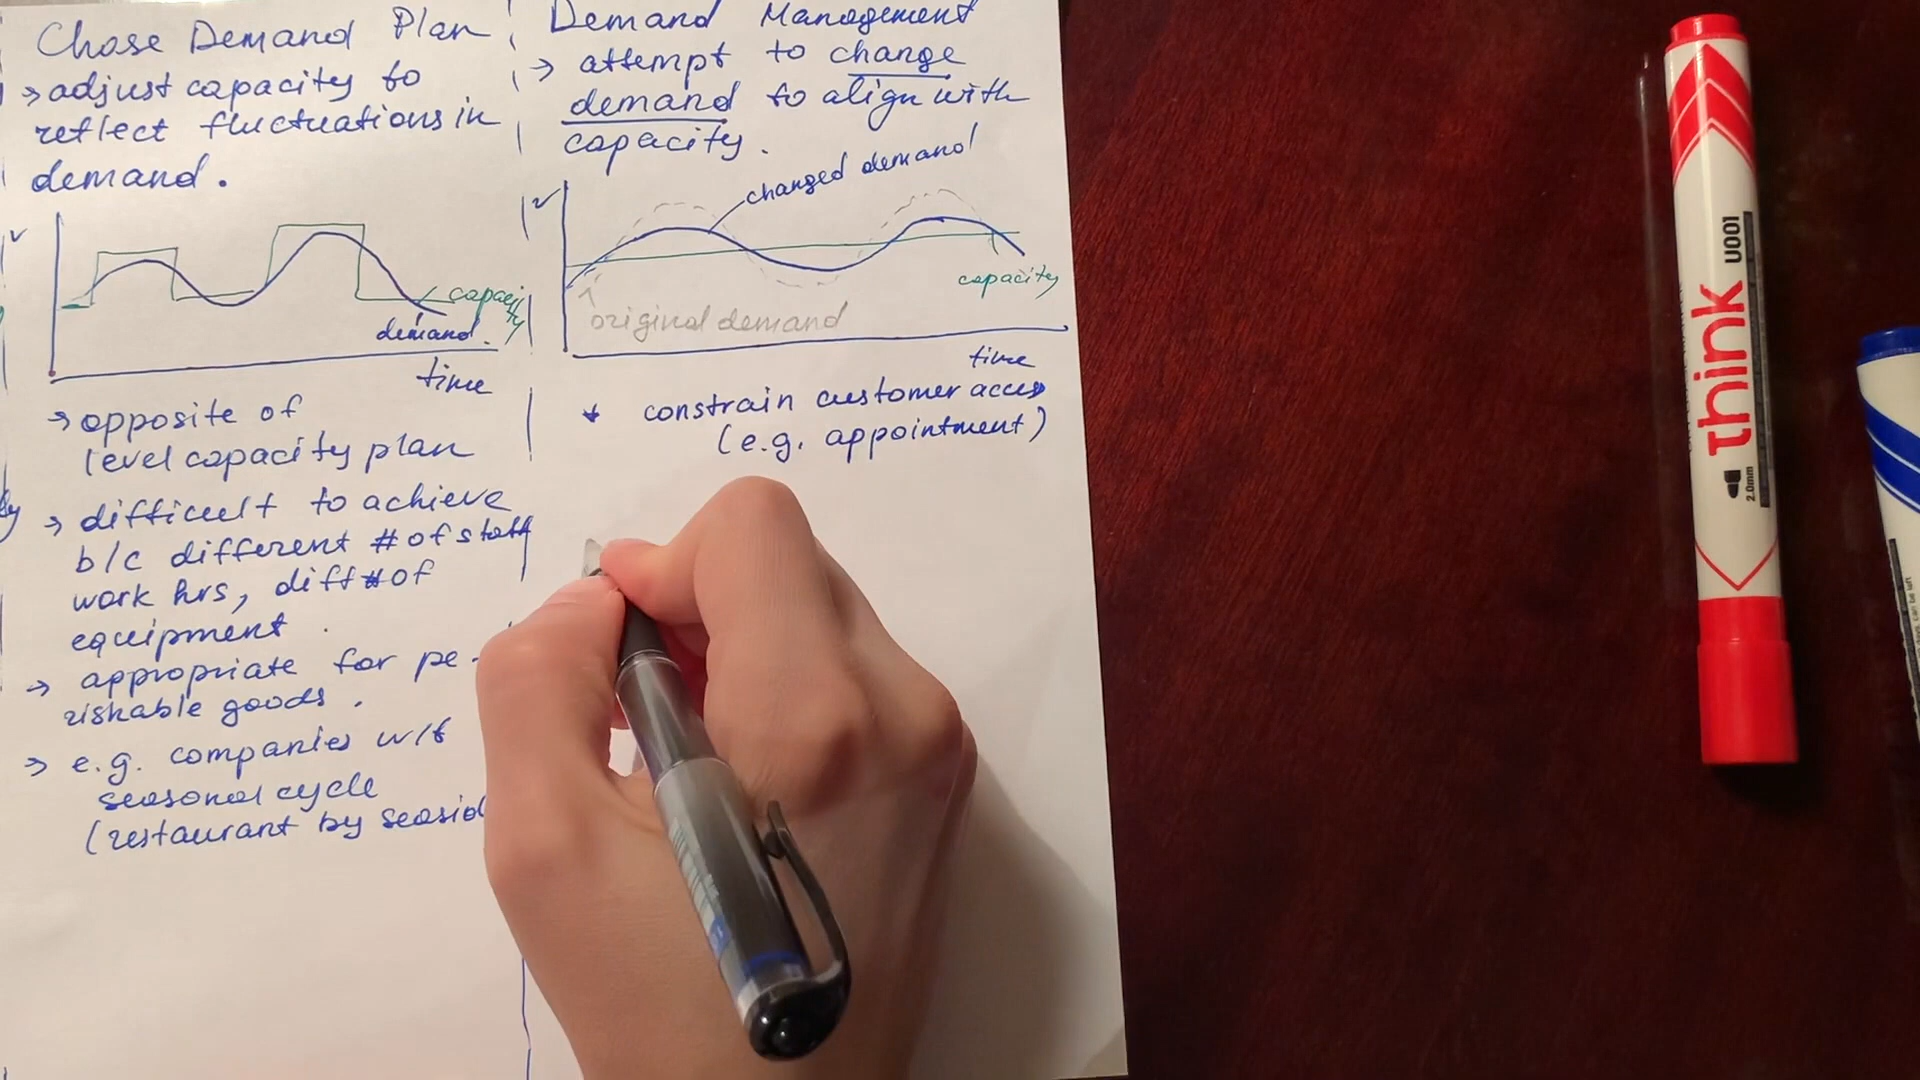 Chase Demand Plan
→ adjust capacity to
reflect fluctuations in
demand.
capacity
demand.
time
→ opposite of
level capacity plan
→ difficult to achieve
b/c different # of staff
work hrs, diff # of
equipment
→ appropriate for pe-
rishable goods.
→ e.g. companies w/t
seasonal cycle
(restaurant by seasid
Demand Management
→ attempt to change
demand to align with
capacity.
changed demand
capacity
original demand
time
constrain customer access
(e.g. appointment)
think
U001
2.0mm